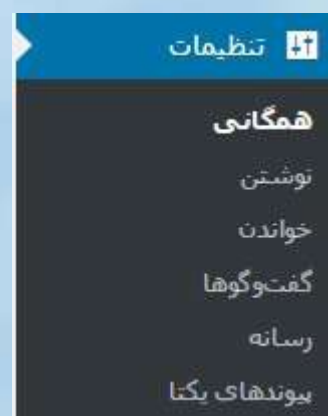 تنظیمات
همگانی
نوشتن
خواندن
گفت‌وگوها
رسانه
پیوندهای یکتا